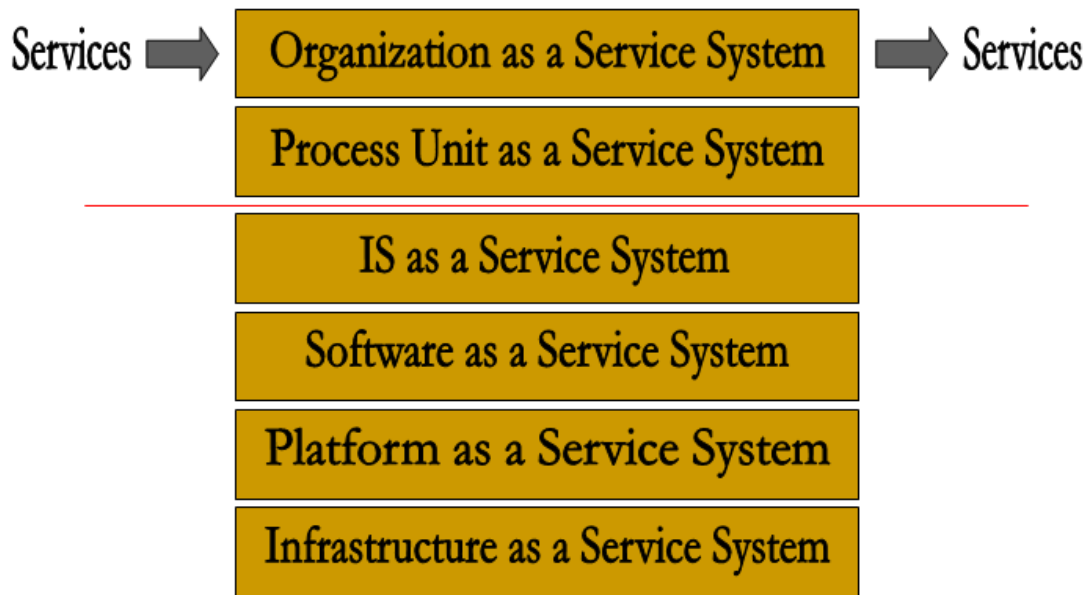 Services
Organization as a Service System
Services
Process Unit as a Service System
IS as a Service System
Software as a Service System
Platform as a Service System
Infrastructure as a Service System